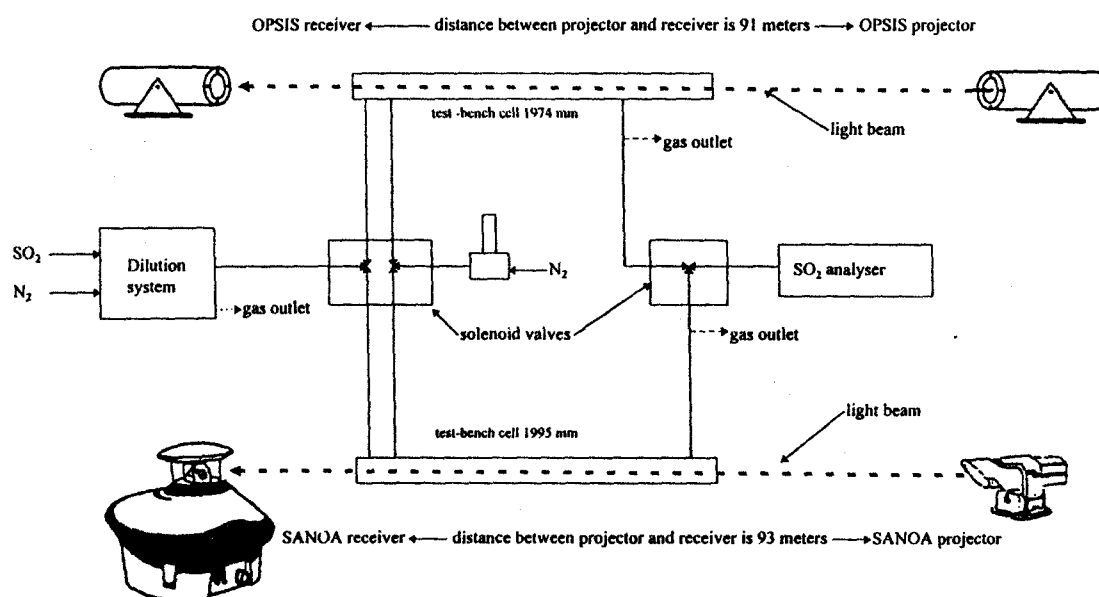 OPSIS receiver distance between projector and receiver is 91 meters OPSIS projector
test -bench cell 1974 mm
light beam
gas outlet
SO₂
N₂
Dilution
system
N₂
SO₂ analyser
gas outlet
solenoid valves
gas outlet
light beam
test-bench cell 1995 mm
SANOA receiver distance between projector and receiver is 93 meters SANOA projector